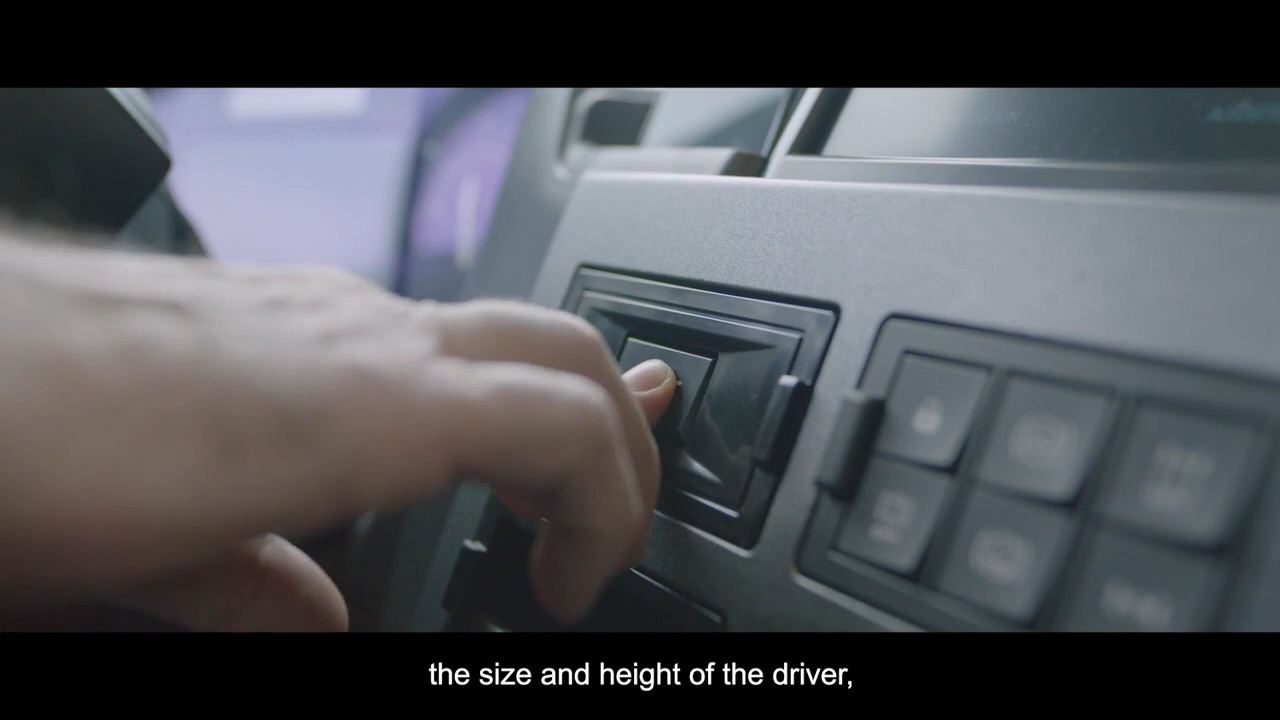 the size and height of the driver,